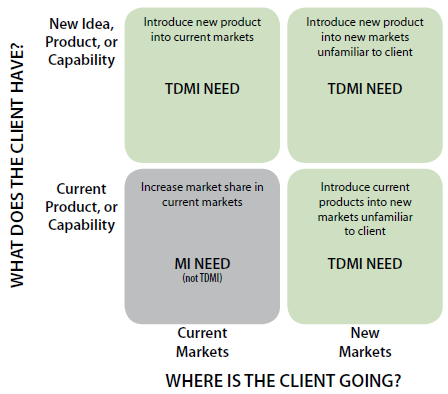 WHAT DOES THE CLIENT HAVE?
New Idea,
Product, or
Capability
Introduce new product
into current markets
TDMI NEED
Introduce new product
into new markets
unfamiliar to client
TDMI NEED
Current
Product, or
Capability
Increase market share in
current markets
MI NEED
(not TDMI)
Introduce current
products into new
markets unfamiliar
to client
TDMI NEED
Current
Markets
New
Markets
WHERE IS THE CLIENT GOING?